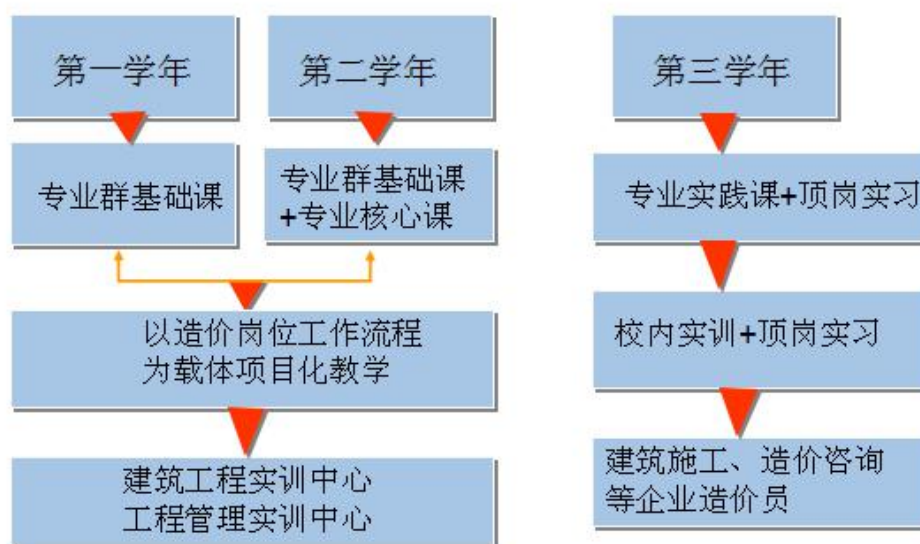 第一学年
第二学年
第三学年
专业群基础课
专业群基础课
+专业核心课
专业实践课+顶岗实习
以造价岗位工作流程
为载体项目化教学
校内实训+顶岗实习
建筑工程实训中心
工程管理实训中心
建筑施工、造价咨询
等企业造价员